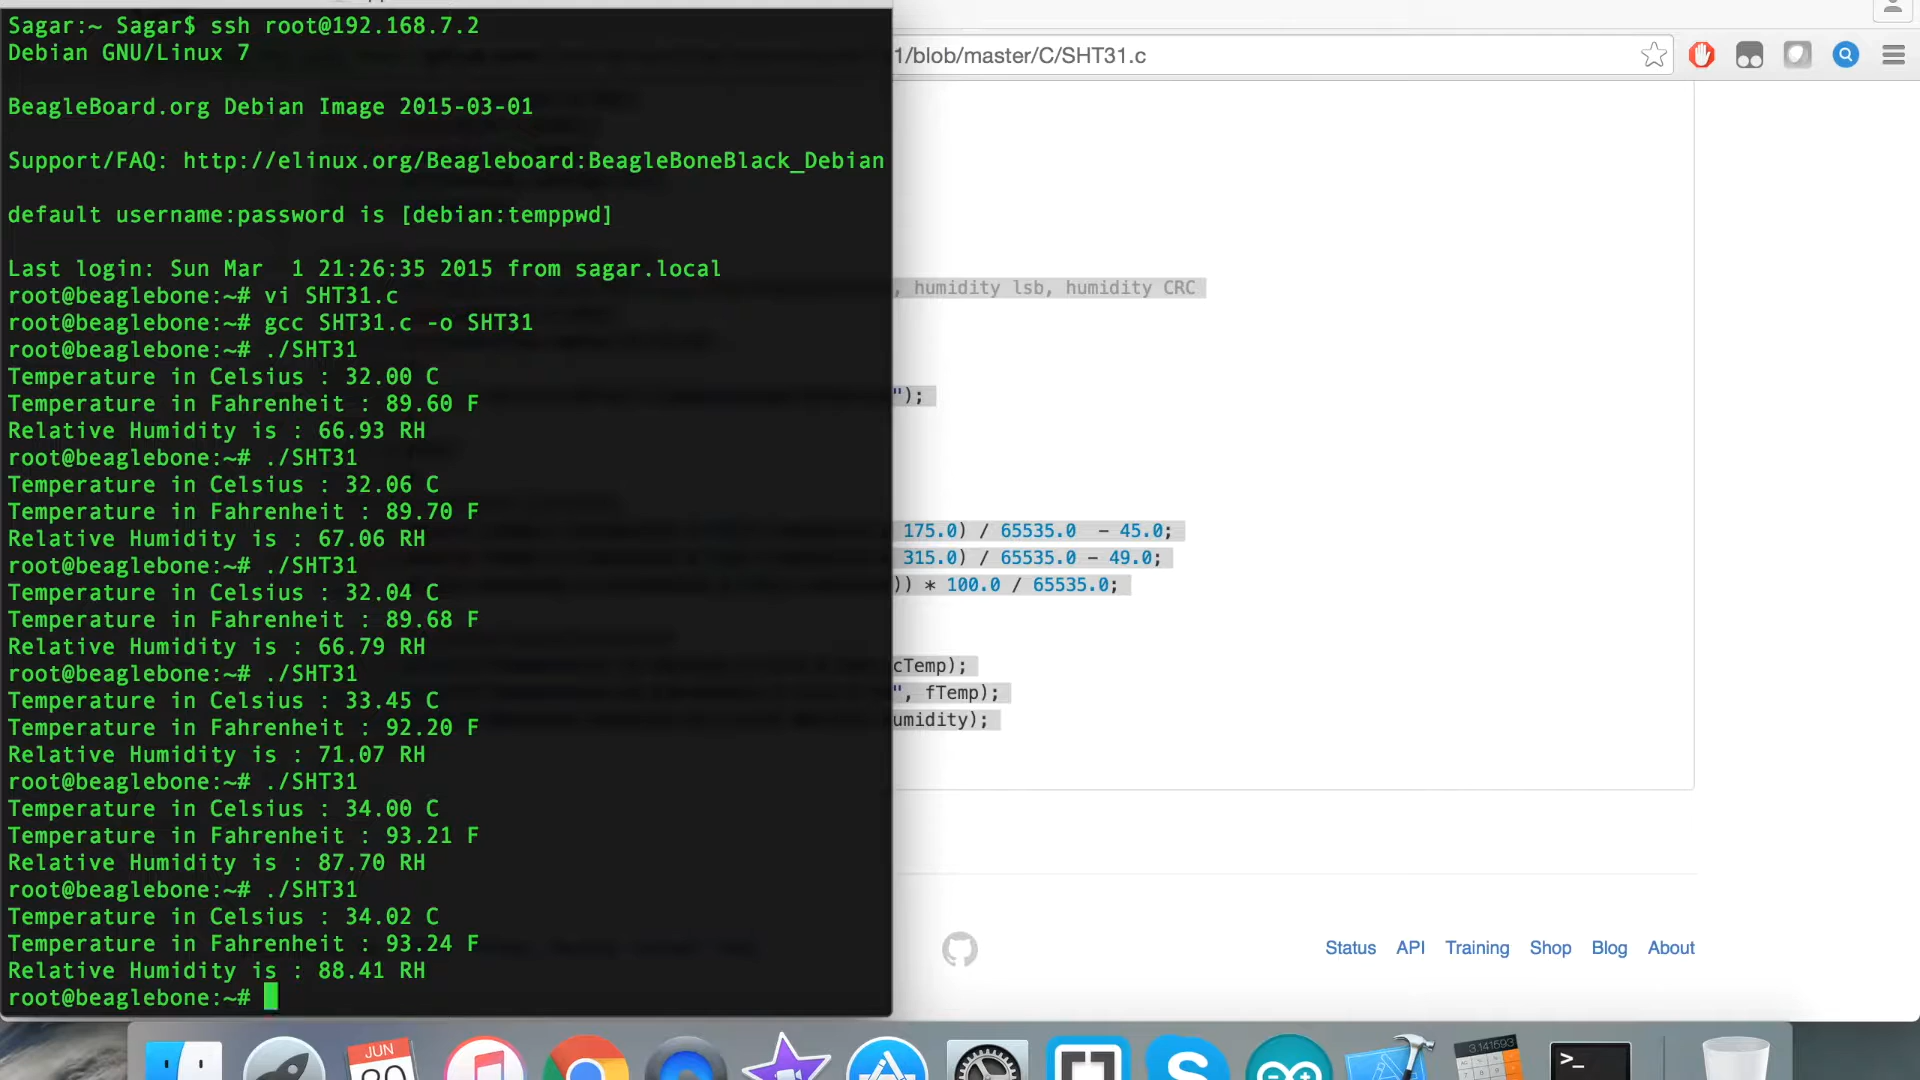 Sagar:~ Sagar$ ssh root@192.168.7.2
Debian GNU/Linux 7
BeagleBoard.org Debian Image 2015-03-01
Support/FAQ: http://elinux.org/Beagleboard:BeagleBoneBlack_Debian
default username:password is [debian:temppwd]
Last login: Sun Mar  1 21:26:35 2015 from sagar.local
root@beaglebone:~# vi SHT31.c
root@beaglebone:~# gcc SHT31.c -o SHT31
root@beaglebone:~# ./SHT31
Temperature in Celsius : 32.00 C
Temperature in Fahrenheit : 89.60 F
Relative Humidity is : 66.93 RH
root@beaglebone:~# ./SHT31
Temperature in Celsius : 32.06 C
Temperature in Fahrenheit : 89.70 F
Relative Humidity is : 67.06 RH
root@beaglebone:~# ./SHT31
Temperature in Celsius : 32.04 C
Temperature in Fahrenheit : 89.68 F
Relative Humidity is : 66.79 RH
root@beaglebone:~# ./SHT31
Temperature in Celsius : 33.45 C
Temperature in Fahrenheit : 92.20 F
Relative Humidity is : 71.07 RH
root@beaglebone:~# ./SHT31
Temperature in Celsius : 34.00 C
Temperature in Fahrenheit : 93.21 F
Relative Humidity is : 87.70 RH
root@beaglebone:~# ./SHT31
Temperature in Celsius : 34.02 C
Temperature in Fahrenheit : 93.24 F
Relative Humidity is : 88.41 RH
root@beaglebone:~#
1/blob/master/C/SHT31.c
, humidity lsb, humidity CRC
");
175.0) / 65535.0  - 45.0;
315.0) / 65535.0 - 49.0;
)) * 100.0 / 65535.0;
cTemp);
", fTemp);
umidity);
Status API Training Shop Blog About
JUN
3.141593
>_